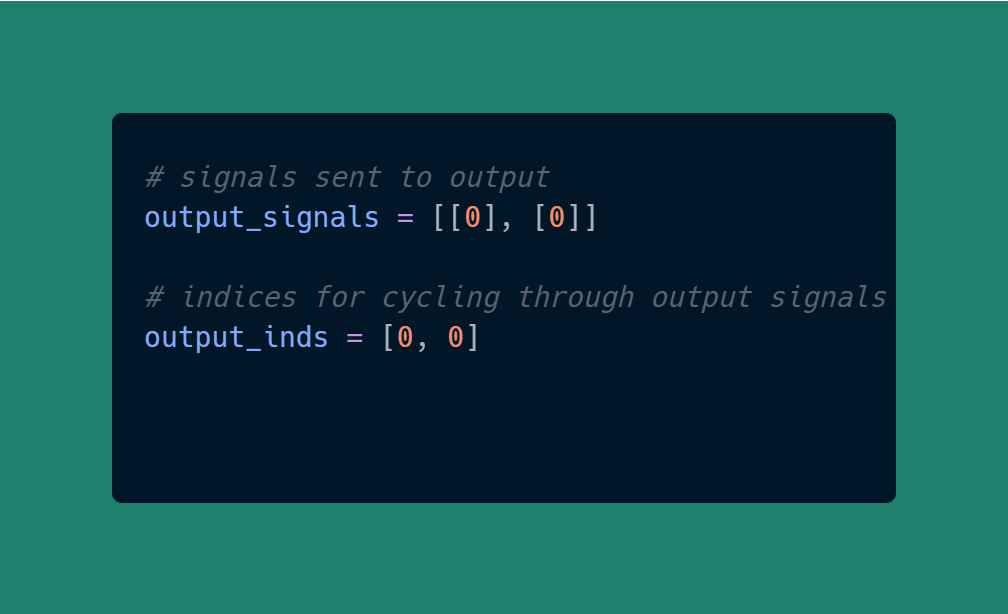 # signals sent to output
output_signals = [[0], [0]]
# indices for cycling through output signals
output_inds = [0, 0]